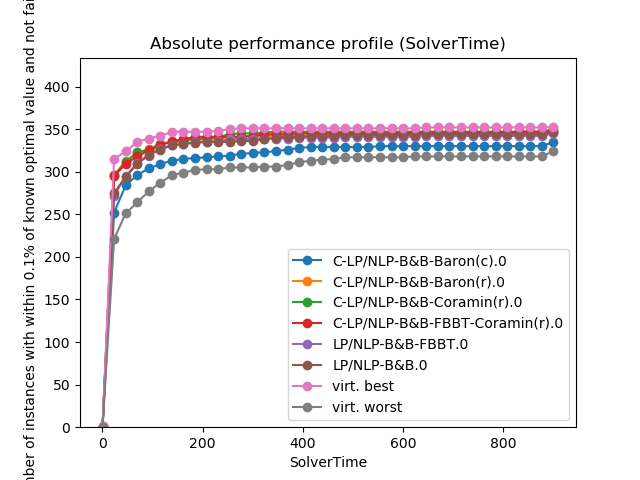 Absolute performance profile (SolverTime)
of instances with within 0.1% of known optimal value and not
400
350
300
250
200
150
100
50
0
C-LP/NLP-B&B-Baron(c).0
C-LP/NLP-B&B-Baron(r).0
C-LP/NLP-B&B-Coramin(r).0
C-LP/NLP-B&B-FBBT-Coramin(r).0
LP/NLP-B&B-FBBT.0
LP/NLP-B&B.0
virt. best
virt. worst
0 200 400 600 800
SolverTime